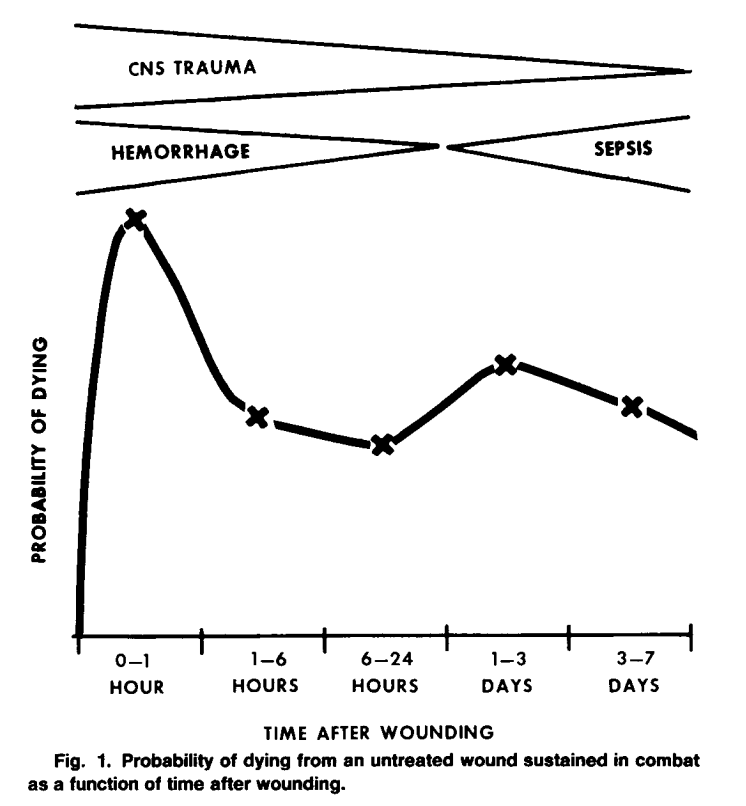 CNS TRAUMA
HEMORRHAGE
SEPSIS
PROBABILITY OF DYING
0–1 1–6 6–24 1–3 3–7
HOUR HOURS HOURS DAYS DAYS
TIME AFTER WOUNDING
Fig. 1. Probability of dying from an untreated wound sustained in combat
as a function of time after wounding.